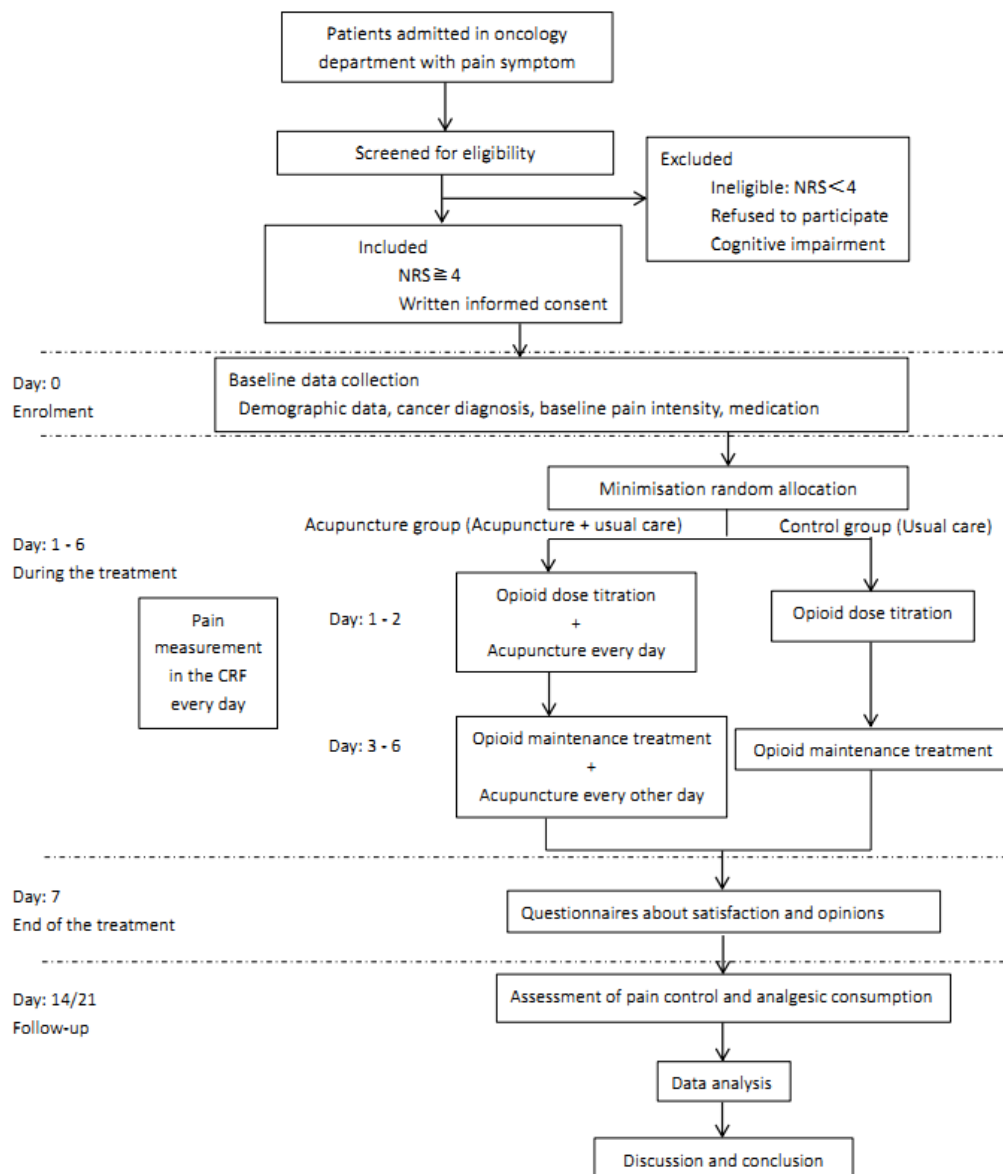 Patients admitted in oncology
department with pain symptom
Screened for eligibility
Excluded
Ineligible: NRS<4
Refused to participate
Cognitive impairment
Included
NRS≧4
Written informed consent
Day: 0
Enrolment
Baseline data collection
Demographic data, cancer diagnosis, baseline pain intensity, medication
Minimisation random allocation
Acupuncture group (Acupuncture + usual care)
Control group (Usual care)
Day: 1 - 6
During the treatment
Pain
measurement
in the CRF
every day
Day: 1 - 2
Opioid dose titration
+
Acupuncture every day
Opioid dose titration
Day: 3 - 6
Opioid maintenance treatment
+
Acupuncture every other day
Opioid maintenance treatment
Day: 7
End of the treatment
Questionnaires about satisfaction and opinions
Day: 14/21
Follow-up
Assessment of pain control and analgesic consumption
Data analysis
Discussion and conclusion